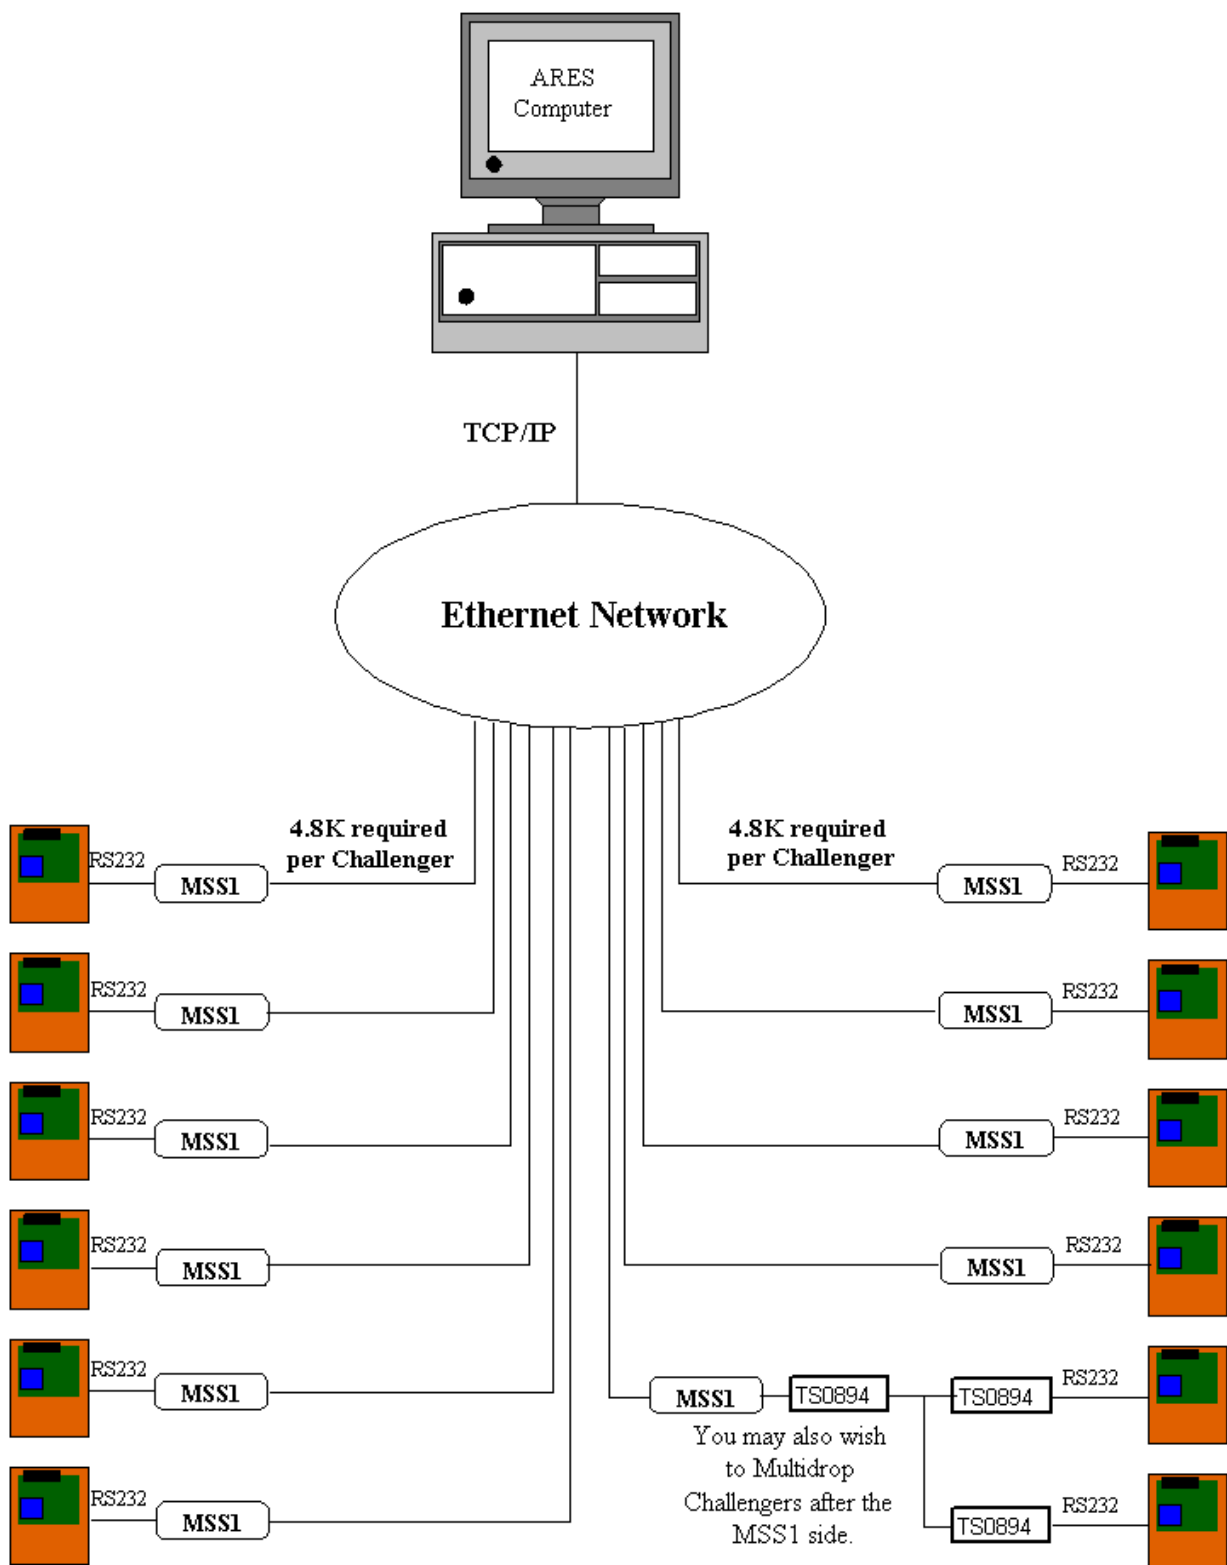 ARES
Computer
TCP/IP
Ethernet Network
4.8K required
per Challenger
4.8K required
per Challenger
RS232
MSS1
MSS1
RS232
RS232
MSS1
MSS1
RS232
RS232
MSS1
MSS1
RS232
RS232
MSS1
MSS1
RS232
RS232
MSS1
MSS1
TS0894
TS0894
RS232
You may also wish
to Multidrop
Challengers after the
MSS1 side.
RS232
MSS1
TS0894
RS232